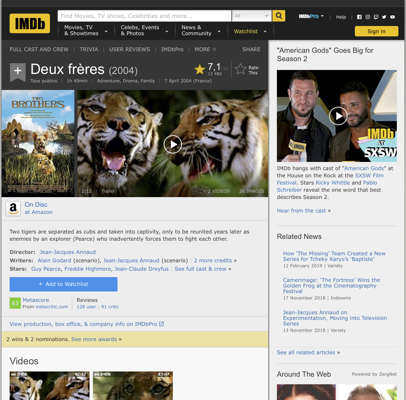 IMDb
Find Movies, TV shows, Celebrities and more...
All
IMDbPro
Help
Movies, TV
& Showtimes
Celebs, Events
& Photos
News &
Community
Watchlist
Sign in
FULL CAST AND CREW | TRIVIA | USER REVIEWS | IMDbPro | MORE
SHARE
Deux frères (2004)
7,1
Rate
This
Tous publics | 1h 49min | Adventure, Drama, Family | 7 April 2004 (France)
BROTHERS
2:12 | Trailer
2 VIDEOS
IMAGES
On Disc
at Amazon
Two tigers are separated as cubs and taken into captivity, only to be reunited years later as
enemies by an explorer (Pearce) who inadvertently forces them to fight each other.
Director: Jean-Jacques Annaud
Writers: Alain Godard (scenario), Jean-Jacques Annaud (scenario) | 2 more credits »
Stars: Guy Pearce, Freddie Highmore, Jean-Claude Dreyfus | See full cast & crew »
+ Add to Watchlist
Metascore
From metacritic.com
Reviews
128 user | 91 critic
View production, box office, & company info on IMDbPro
2 wins & 2 nominations. See more awards »
Videos
"American Gods" Goes Big for
Season 2
IMDb
at
SXSW
IMDb hangs with cast of "American Gods" at
the House on the Rock at the SXSW Film
Festival. Stars Ricky Whittle and Pablo
Schreiber reveal the one word that best
describes Season 2.
Hear from the cast »
Related News
How 'The Missing' Team Created a New
Series for Tchéky Karyo's 'Baptiste'
12 February 2019 | Variety
Camerimage: 'The Fortress' Wins the
Golden Frog at the Cinematography
Festival
17 November 2018 | Indiewire
Jean-Jacques Annaud on
Experimentation, Moving into Television
Series
13 November 2018 | Variety
See all related articles »
Around The Web | Powered by ZergNet